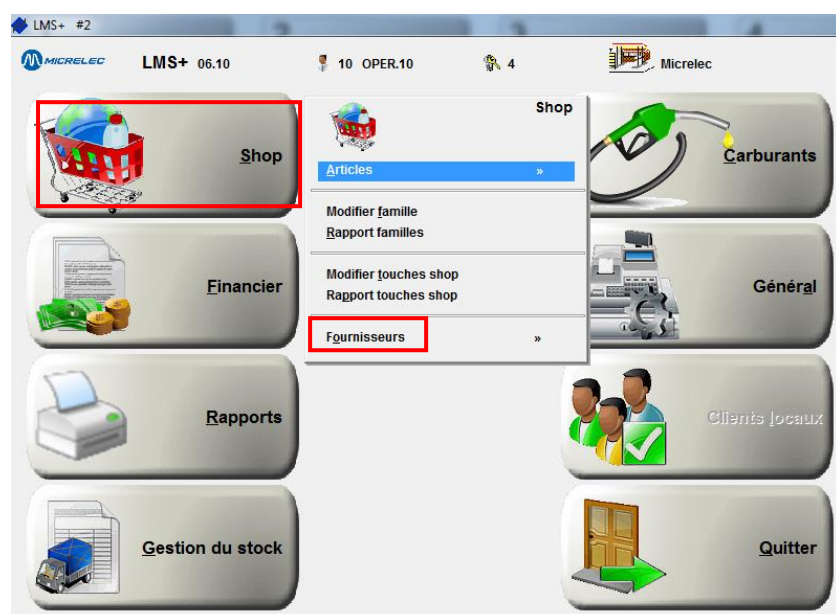 LMS+ #2
MICRELEC LMS+ 06.10 10 OPER.10 4 Micrelec
Shop
Shop
Articles »
Modifier famille
Rapport familles
Modifier touches shop
Rapport touches shop
Fournisseurs »
Carburants
Financier
Général
Rapports
Clients locaux
Gestion du stock
Quitter